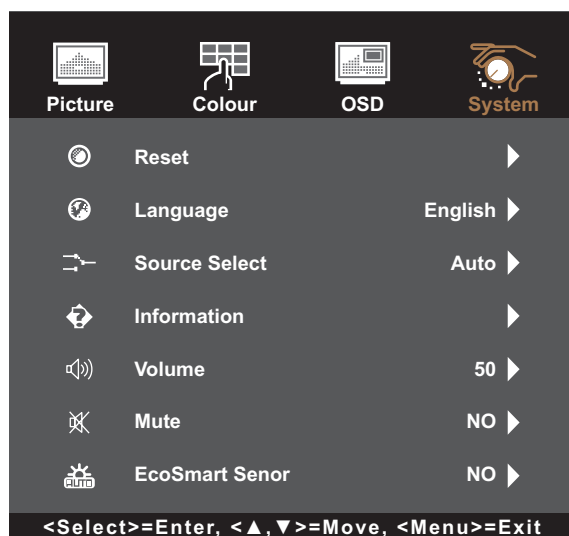 Picture Colour OSD System
Reset
Language English
Source Select Auto
Information
Volume 50
Mute NO
AUTO EcoSmart Senor NO
<Select>=Enter, <▲,▼>=Move, <Menu>=Exit